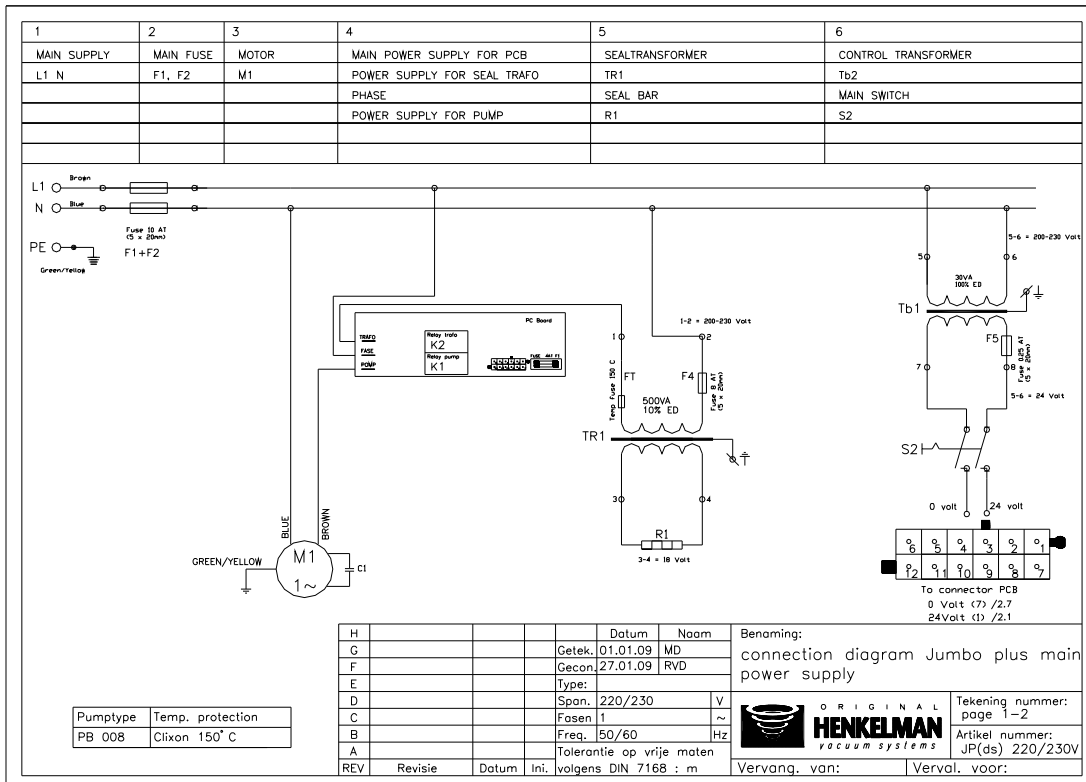 1 2 3 4 5 6
MAIN SUPPLY MAIN FUSE MOTOR MAIN POWER SUPPLY FOR PCB SEALTRANSFORMER CONTROL TRANSFORMER
L1 N F1, F2 M1 POWER SUPPLY FOR SEAL TRAFO TR1 Tb2
PHASE SEAL BAR MAIN SWITCH
POWER SUPPLY FOR PUMP R1 S2
L1 Brown
N Blue
Fuse 10 AT
(5 x 20mm)
F1+F2
PE
Green/Yellow
PC Board
TRAFO
FASE
POMP
Relay trafo
K2
Relay pump
K1
FUSE 4AT F1
1-2 = 200-230 Volt
1
2
Temp fuse 150 C
FT
F4
Fuse 8 AT
(5 x 20mm)
500VA
10% ED
TR1
3
4
R1
3-4 = 18 Volt
5-6 = 200-230 Volt
5
6
30VA
100% ED
Tb1
F5
Fuse 0.25 AT
(5 x 20mm)
7
8
5-6 = 24 Volt
S2
0 volt
24 volt
6 5 4 3 2 1
12 11 10 9 8 7
To connector PCB
0 Volt (7) /2.7
24Volt (1) /2.1
BLUE
BROWN
GREEN/YELLOW
M1
1~
C1
Pumptype Temp. protection
PB 008 Clixon 150°C
H Datum Naam
G Getek. 01.01.09 MD
F Gecon. 27.01.09 RVD
E Type:
D Span. 220/230 V
C Fasen 1 ~
B Freq. 50/60 Hz
A Tolerantie op vrije maten
REV Revisie Datum Ini. volgens DIN 7168 : m
Benaming:
connection diagram Jumbo plus main
power supply
ORIGINAL
HENKELMAN
vacuum systems
Tekening nummer:
page 1-2
Artikel nummer:
JP(ds) 220/230V
Vervang. van: Verval. voor: